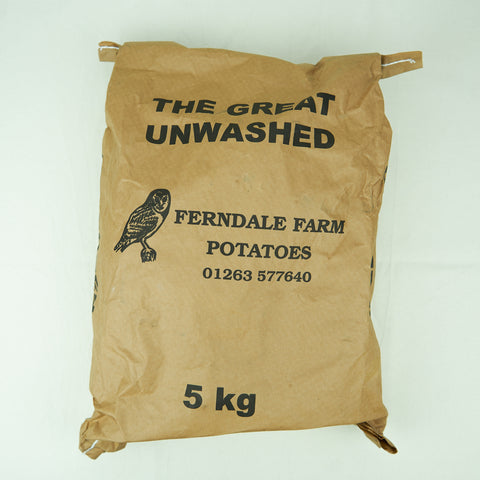 THE GREAT
UNWASHED
FERNDALE FARM
POTATOES
01263 577640
5 kg